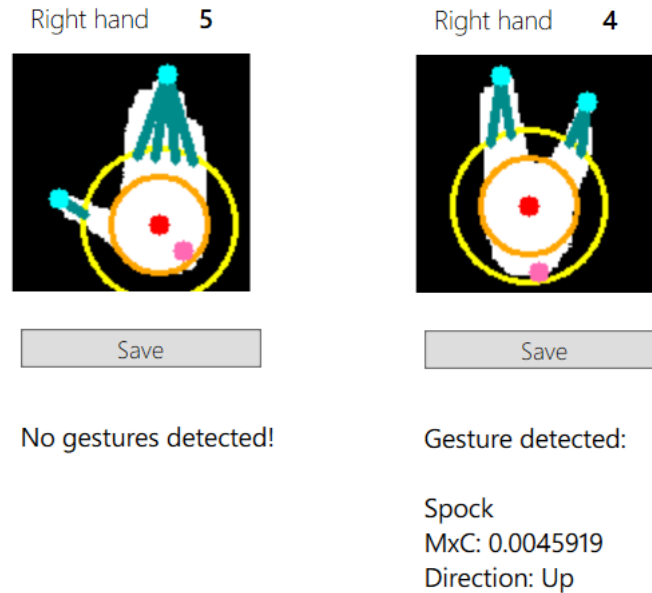 Right hand 5
Save
No gestures detected!
Right hand 4
Save
Gesture detected:
Spock
MxC: 0.0045919
Direction: Up